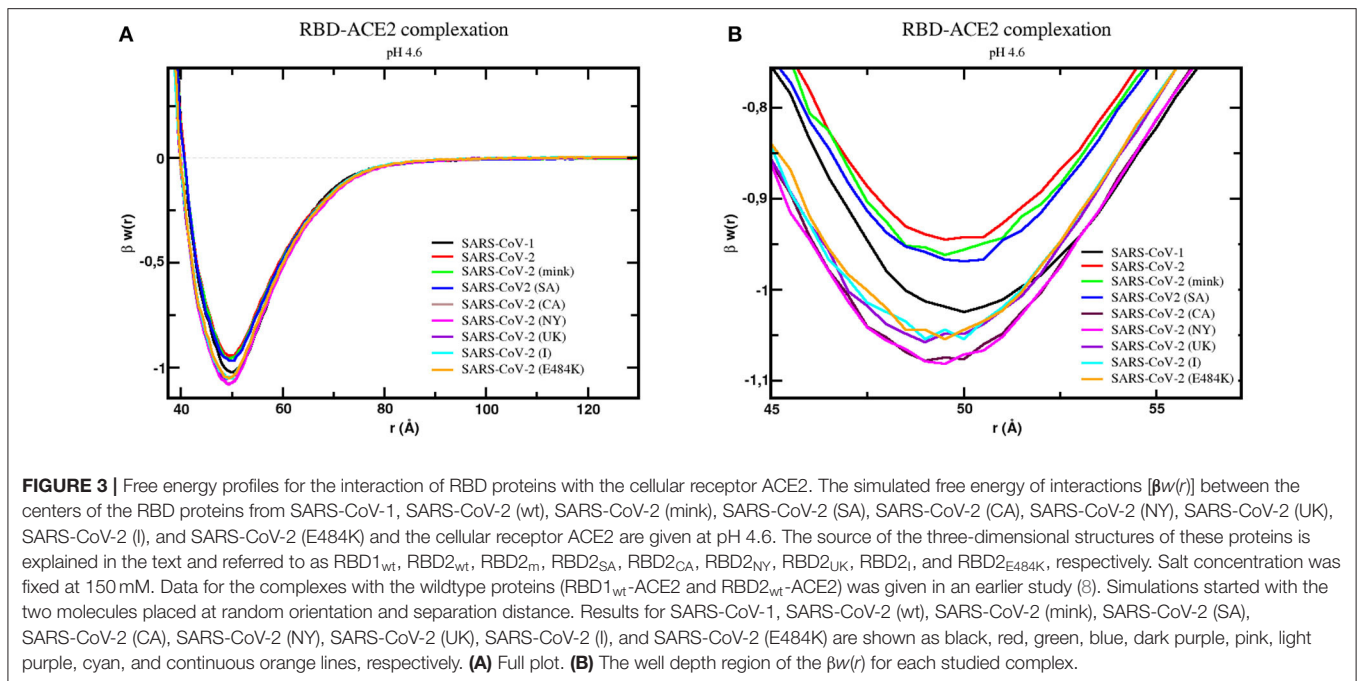 A
RBD-ACE2 complexation
pH 4.6
β w(r)
0
-0,5
-1
40
60
80
100
120
r (Å)
SARS-CoV-1
SARS-CoV-2
SARS-CoV-2 (mink)
SARS-CoV2 (SA)
SARS-CoV-2 (CA)
SARS-CoV-2 (NY)
SARS-CoV-2 (UK)
SARS-CoV-2 (I)
SARS-CoV-2 (E484K)
B
RBD-ACE2 complexation
pH 4.6
β w(r)
-0,8
-0,9
-1
-1,1
45
50
55
r (Å)
SARS-CoV-1
SARS-CoV-2
SARS-CoV-2 (mink)
SARS-CoV2 (SA)
SARS-CoV-2 (CA)
SARS-CoV-2 (NY)
SARS-CoV-2 (UK)
SARS-CoV-2 (I)
SARS-CoV-2 (E484K)
FIGURE 3 | Free energy profiles for the interaction of RBD proteins with the cellular receptor ACE2. The simulated free energy of interactions [βw(r)] between the
centers of the RBD proteins from SARS-CoV-1, SARS-CoV-2 (wt), SARS-CoV-2 (mink), SARS-CoV-2 (SA), SARS-CoV-2 (CA), SARS-CoV-2 (NY), SARS-CoV-2 (UK),
SARS-CoV-2 (I), and SARS-CoV-2 (E484K) and the cellular receptor ACE2 are given at pH 4.6. The source of the three-dimensional structures of these proteins is
explained in the text and referred to as RBD1wt, RBD2wt, RBD2m, RBD2SA, RBD2CA, RBD2NY, RBD2UK, RBD2I, and RBD2E484K, respectively. Salt concentration was
fixed at 150 mM. Data for the complexes with the wildtype proteins (RBD1wt-ACE2 and RBD2wt-ACE2) was given in an earlier study (8). Simulations started with the
two molecules placed at random orientation and separation distance. Results for SARS-CoV-1, SARS-CoV-2 (wt), SARS-CoV-2 (mink), SARS-CoV-2 (SA),
SARS-CoV-2 (CA), SARS-CoV-2 (NY), SARS-CoV-2 (UK), SARS-CoV-2 (I), and SARS-CoV-2 (E484K) are shown as black, red, green, blue, dark purple, pink, light
purple, cyan, and continuous orange lines, respectively. (A) Full plot. (B) The well depth region of the βw(r) for each studied complex.